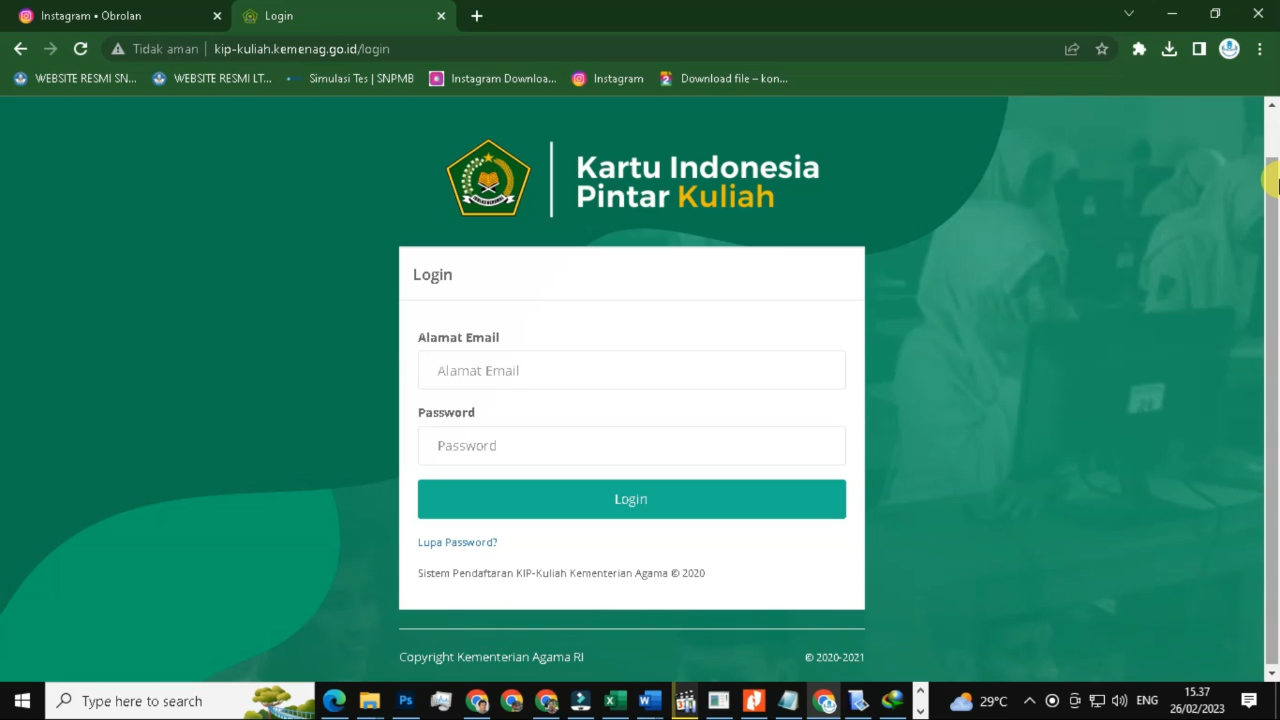 Instagram • Obrolan
Login
Tidak aman
kip-kuliah.kemenag.go.id/login
WEBSITE RESMI SN...
WEBSITE RESMI LT...
Simulasi Tes | SNPMB
Instagram Downloa...
Instagram
Download file – kon...
Kartu Indonesia
Pintar Kuliah
Login
Alamat Email
Alamat Email
Password
Password
Login
Lupa Password?
Sistem Pendaftaran KIP-Kuliah Kementerian Agama © 2020
Copyright Kementerian Agama RI
© 2020-2021
Type here to search
29°C
ENG
15.37
26/02/2023